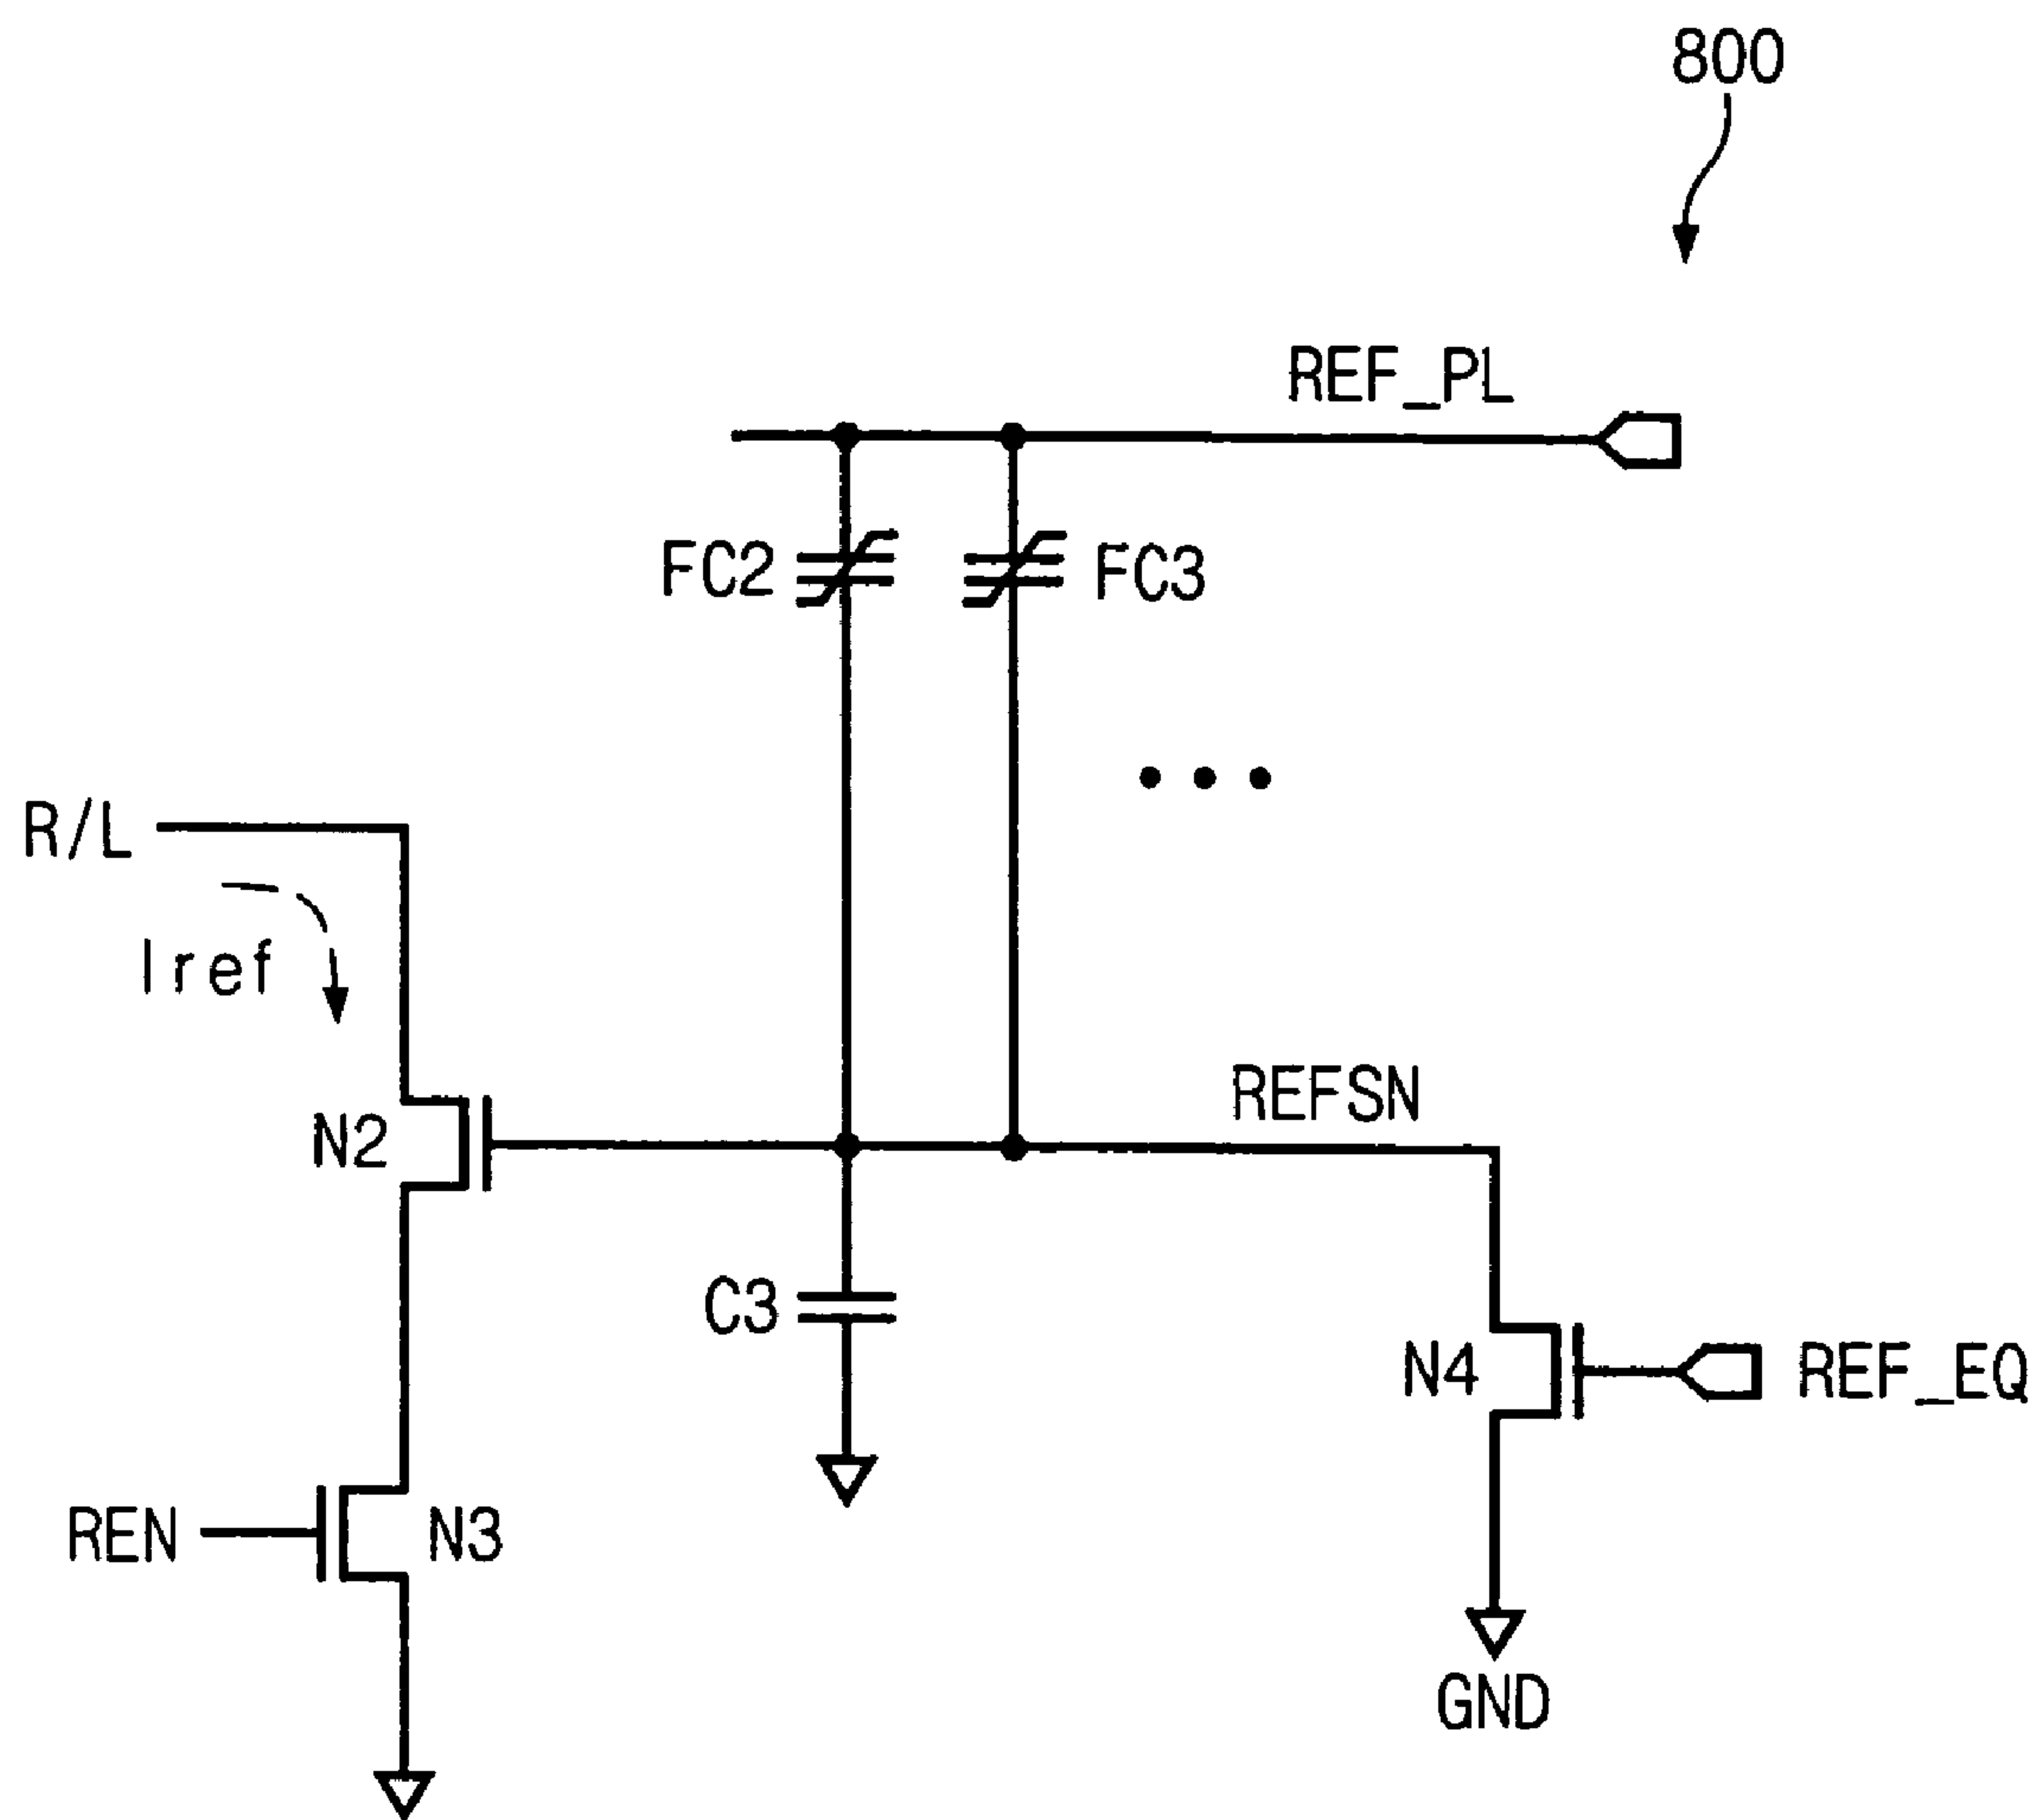 800
REF_PL
FC2
FC3
R/L
Iref
REFSN
N2
C3
N4
REF_EQ
REN
N3
GND